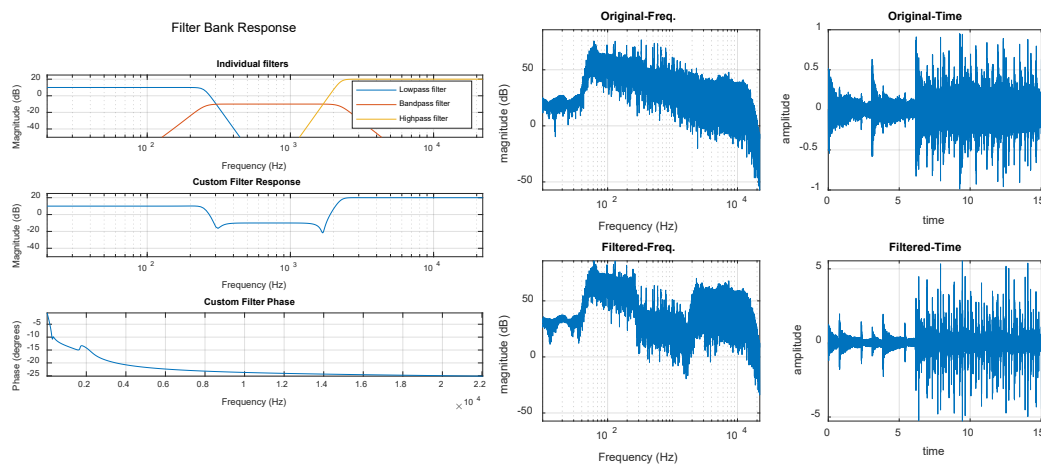 Filter Bank Response
Individual filters
Magnitude (dB)
20
0
-20
-40
Lowpass filter
Bandpass filter
Highpass filter
10 2
10 3
10 4
Frequency (Hz)
Custom Filter Response
Magnitude (dB)
20
0
-20
-40
10 2
10 3
10 4
Frequency (Hz)
Custom Filter Phase
Phase (degrees)
-5
-10
-15
-20
-25
0.2 0.4 0.6 0.8 1 1.2 1.4 1.6 1.8 2 2.2
Frequency (Hz)
×10 4
Original-Freq.
magnitude (dB)
50
0
-50
10 2
10 4
Frequency (Hz)
Original-Time
amplitude
1
0.5
0
-0.5
-1
0 5 10 15
time
Filtered-Freq.
magnitude (dB)
50
0
-50
10 2
10 4
Frequency (Hz)
Filtered-Time
amplitude
5
0
-5
0 5 10 15
time